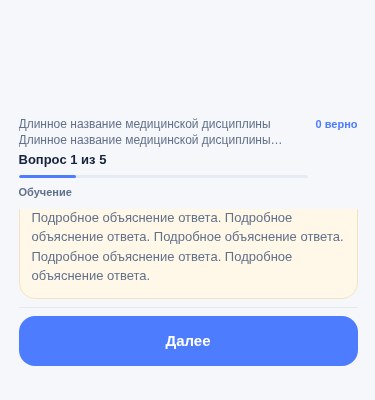 Длинное название медицинской дисциплины
0 верно
Длинное название медицинской дисциплины…
Вопрос 1 из 5
Обучение
Подробное объяснение ответа. Подробное
объяснение ответа. Подробное объяснение ответа.
Подробное объяснение ответа. Подробное
объяснение ответа.
Далее